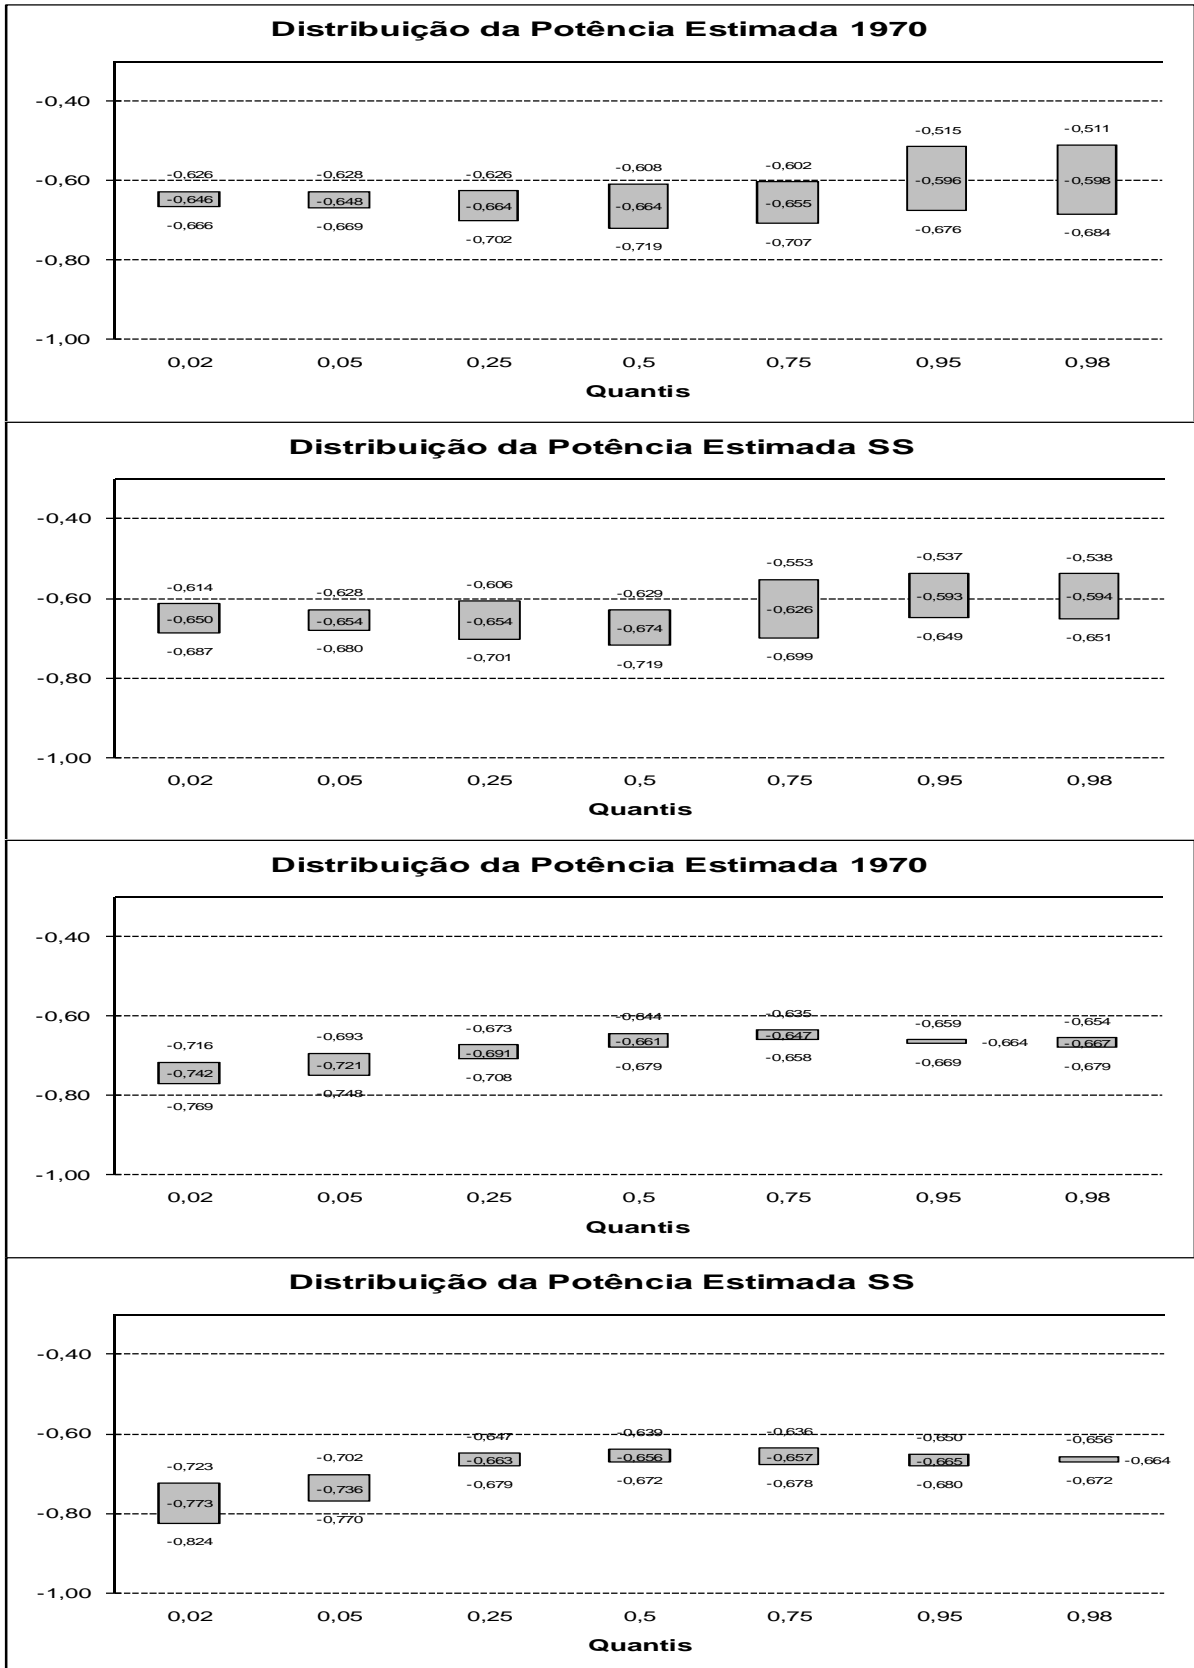 Distribuição da Potência Estimada 1970
-0,40
-0,515 -0,511
-0,626 -0,628 -0,626 -0,608 -0,602
-0,60
-0,646 -0,648 -0,664 -0,664 -0,655 -0,596 -0,598
-0,666 -0,669 -0,702 -0,719 -0,707 -0,676 -0,684
-0,80
-1,00
0,02 0,05 0,25 0,5 0,75 0,95 0,98
Quantis
Distribuição da Potência Estimada SS
-0,40
-0,614 -0,628 -0,606 -0,629 -0,553 -0,537 -0,538
-0,60
-0,650 -0,654 -0,654 -0,674 -0,626 -0,593 -0,594
-0,687 -0,680 -0,701 -0,719 -0,699 -0,649 -0,651
-0,80
-1,00
0,02 0,05 0,25 0,5 0,75 0,95 0,98
Quantis
Distribuição da Potência Estimada 1970
-0,40
-0,60
-0,716 -0,693 -0,673 -0,644 -0,635 -0,659 -0,654
-0,742 -0,721 -0,691 -0,661 -0,647 -0,664 -0,667
-0,769 -0,748 -0,708 -0,679 -0,658 -0,669 -0,679
-0,80
-1,00
0,02 0,05 0,25 0,5 0,75 0,95 0,98
Quantis
Distribuição da Potência Estimada SS
-0,40
-0,60
-0,723 -0,702 -0,647 -0,639 -0,636 -0,650 -0,656
-0,773 -0,736 -0,663 -0,656 -0,657 -0,665 -0,664
-0,824 -0,770 -0,679 -0,672 -0,678 -0,680 -0,672
-0,80
-1,00
0,02 0,05 0,25 0,5 0,75 0,95 0,98
Quantis